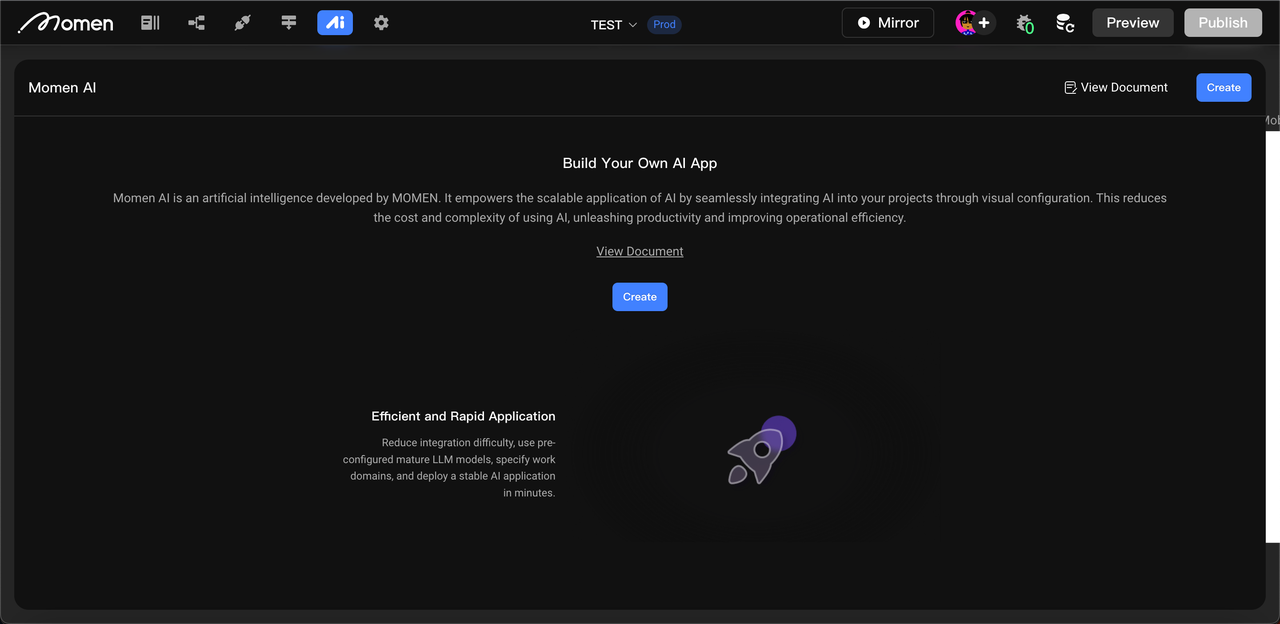 Momen
Ai
TEST
Prod
Mirror
0
Preview
Publish
Momen AI
View Document
Create
Mob
Build Your Own AI App
Momen AI is an artificial intelligence developed by MOMEN. It empowers the scalable application of AI by seamlessly integrating AI into your projects through visual configuration. This reduces
the cost and complexity of using AI, unleashing productivity and improving operational efficiency.
View Document
Create
Efficient and Rapid Application
Reduce integration difficulty, use pre-
configured mature LLM models, specify work
domains, and deploy a stable AI application
in minutes.